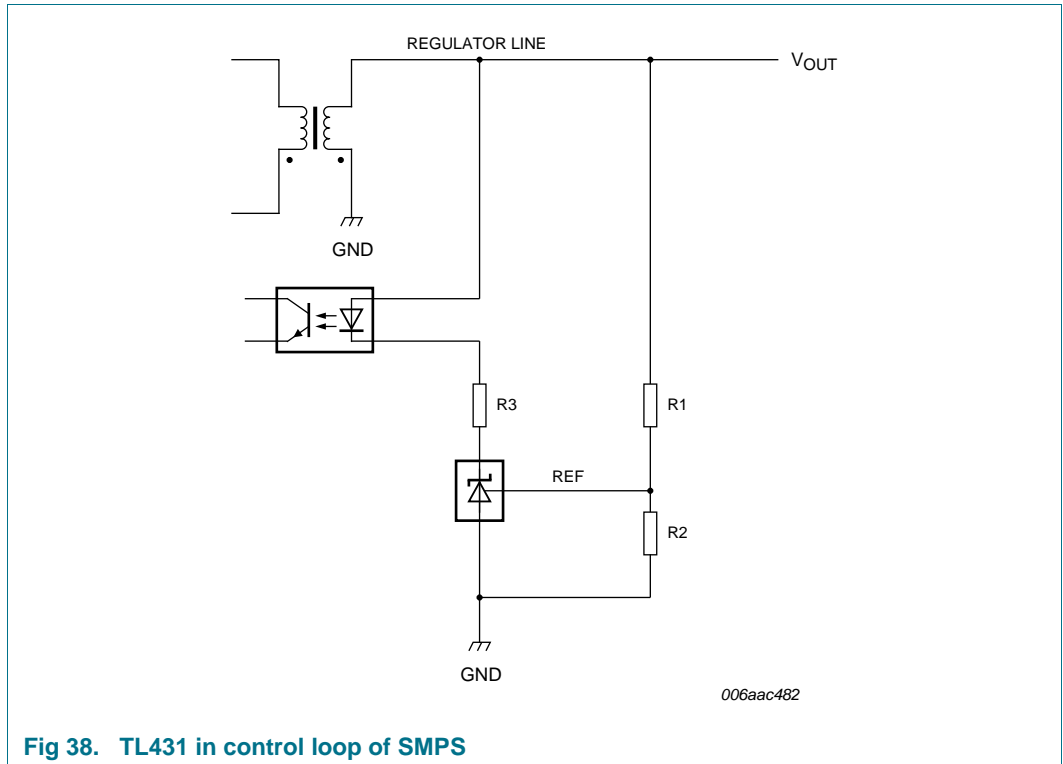 REGULATOR LINE
VOUT
GND
R3
R1
REF
R2
GND
006aac482
Fig 38. TL431 in control loop of SMPS